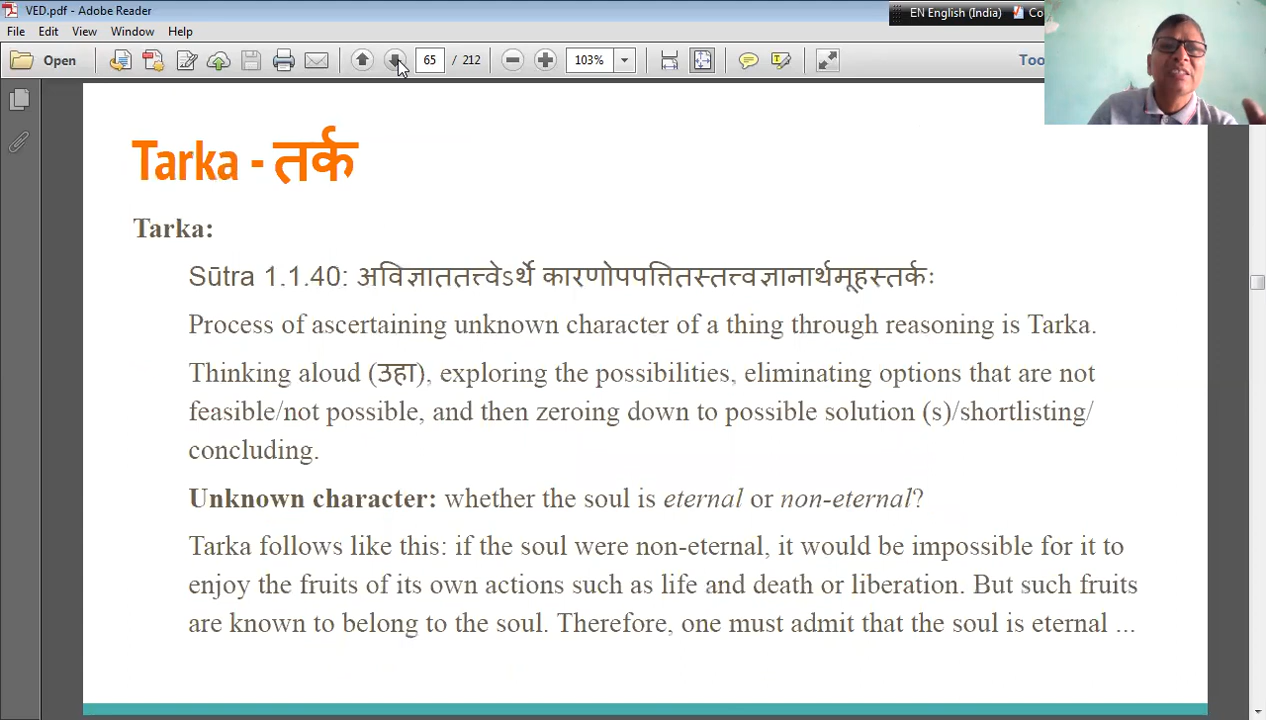 VED.pdf - Adobe Reader
EN English (India)
Co
File Edit View Window Help
Open
65 / 212
103%
Too
Tarka - तर्क
Tarka:
Sūtra 1.1.40: अविज्ञाततत्त्वेऽर्थे कारणोपपत्तितस्तत्त्वज्ञानार्थमूहस्तर्कः
Process of ascertaining unknown character of a thing through reasoning is Tarka.
Thinking aloud (उहा), exploring the possibilities, eliminating options that are not
feasible/not possible, and then zeroing down to possible solution (s)/shortlisting/
concluding.
Unknown character: whether the soul is eternal or non-eternal?
Tarka follows like this: if the soul were non-eternal, it would be impossible for it to
enjoy the fruits of its own actions such as life and death or liberation. But such fruits
are known to belong to the soul. Therefore, one must admit that the soul is eternal ...